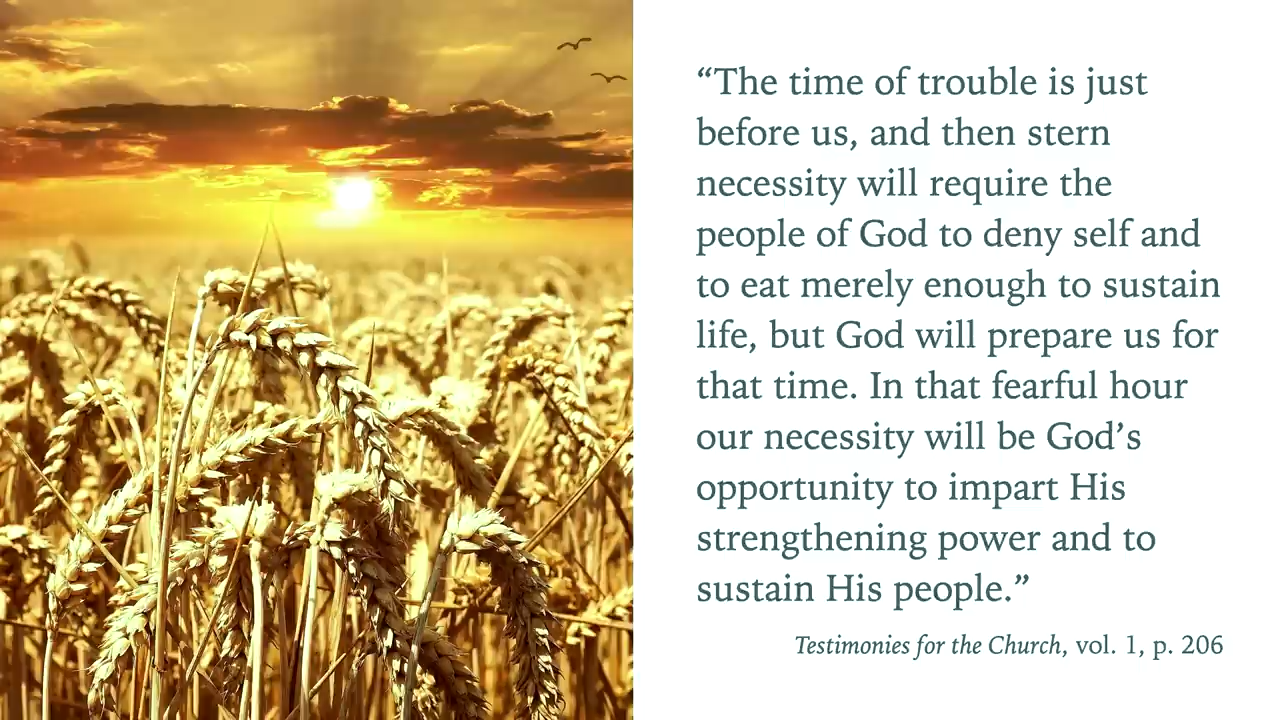 “The time of trouble is just
before us, and then stern
necessity will require the
people of God to deny self and
to eat merely enough to sustain
life, but God will prepare us for
that time. In that fearful hour
our necessity will be God’s
opportunity to impart His
strengthening power and to
sustain His people.”
Testimonies for the Church, vol. 1, p. 206